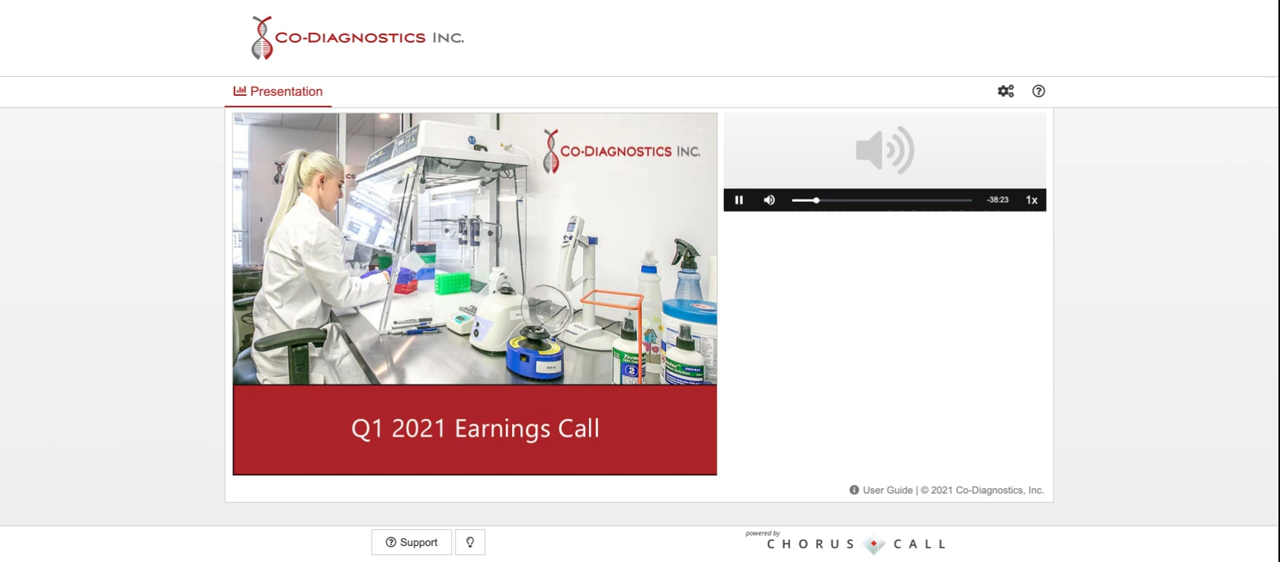 CO-DIAGNOSTICS INC.
Presentation
CO-DIAGNOSTICS INC.
-38:23 1x
Q1 2021 Earnings Call
User Guide | © 2021 Co-Diagnostics, Inc.
Support
powered by
CHORUS CALL